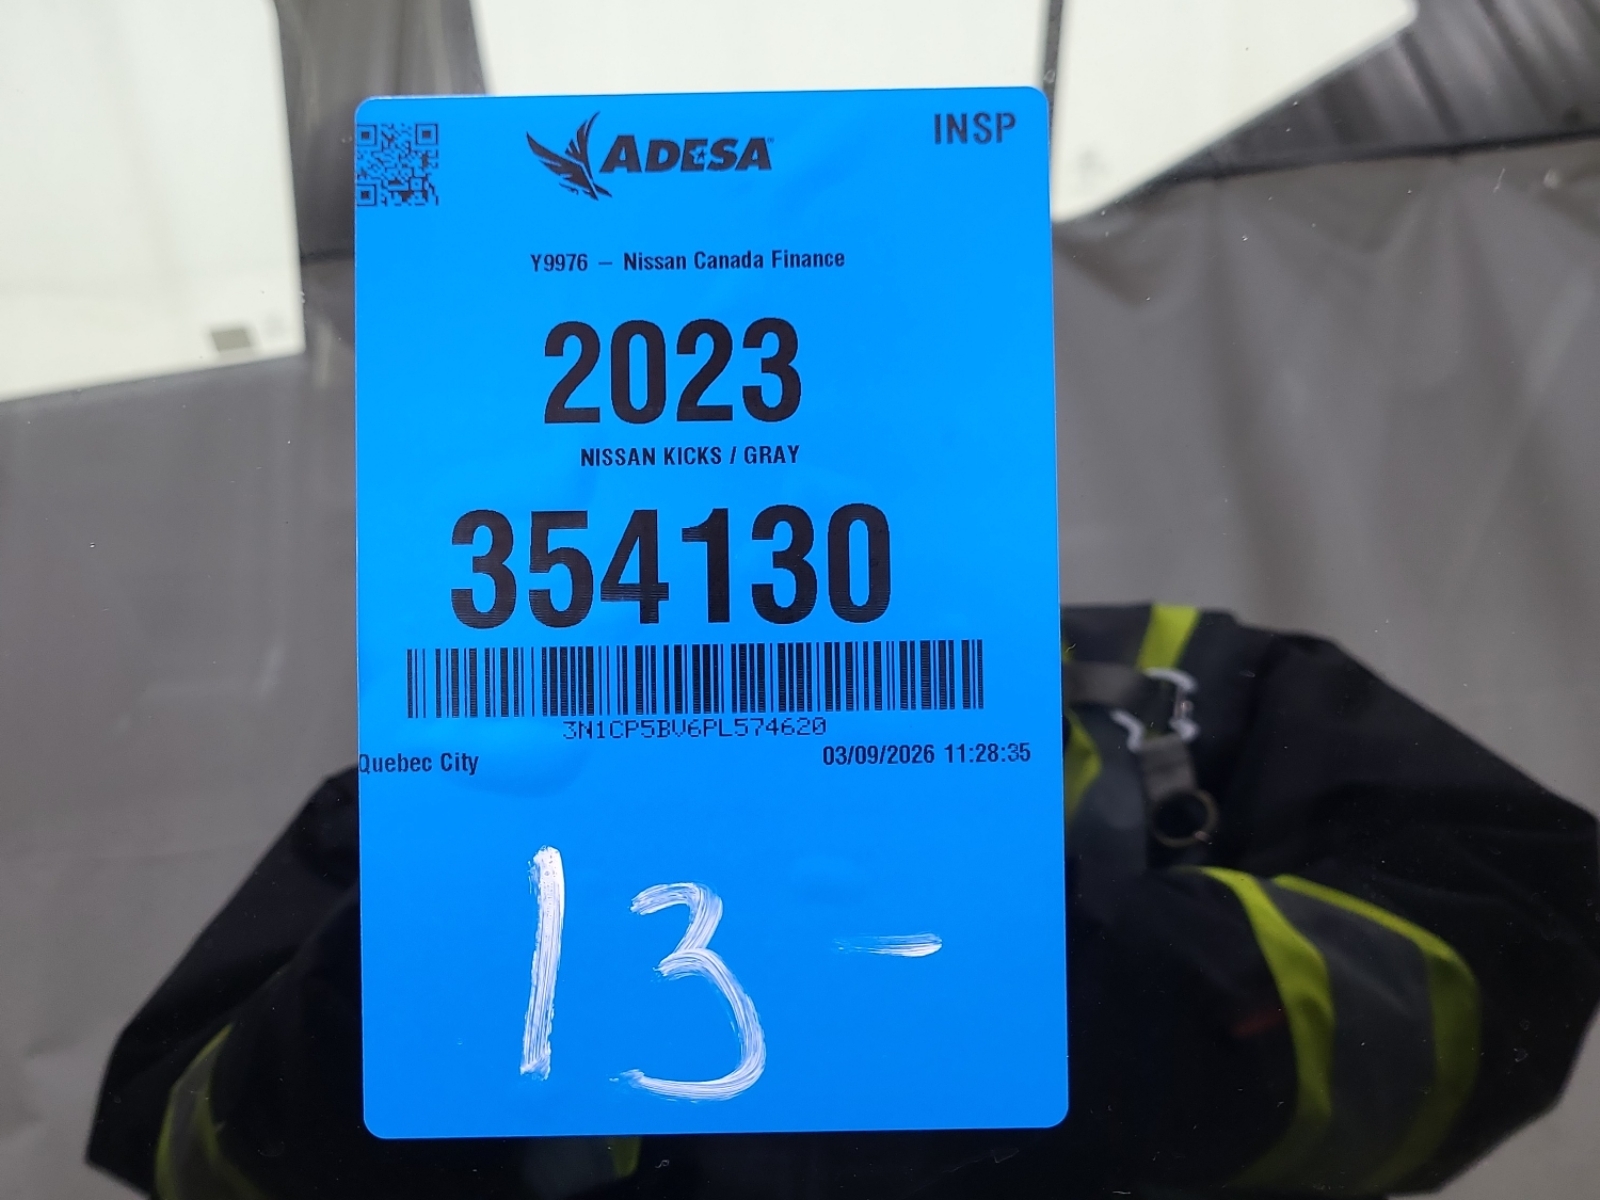 ADESA
INSP
Y9976 – Nissan Canada Finance
2023
NISSAN KICKS / GRAY
354130
3N1CP5BV6PL574620
Quebec City 03/09/2026 11:28:35
13 -